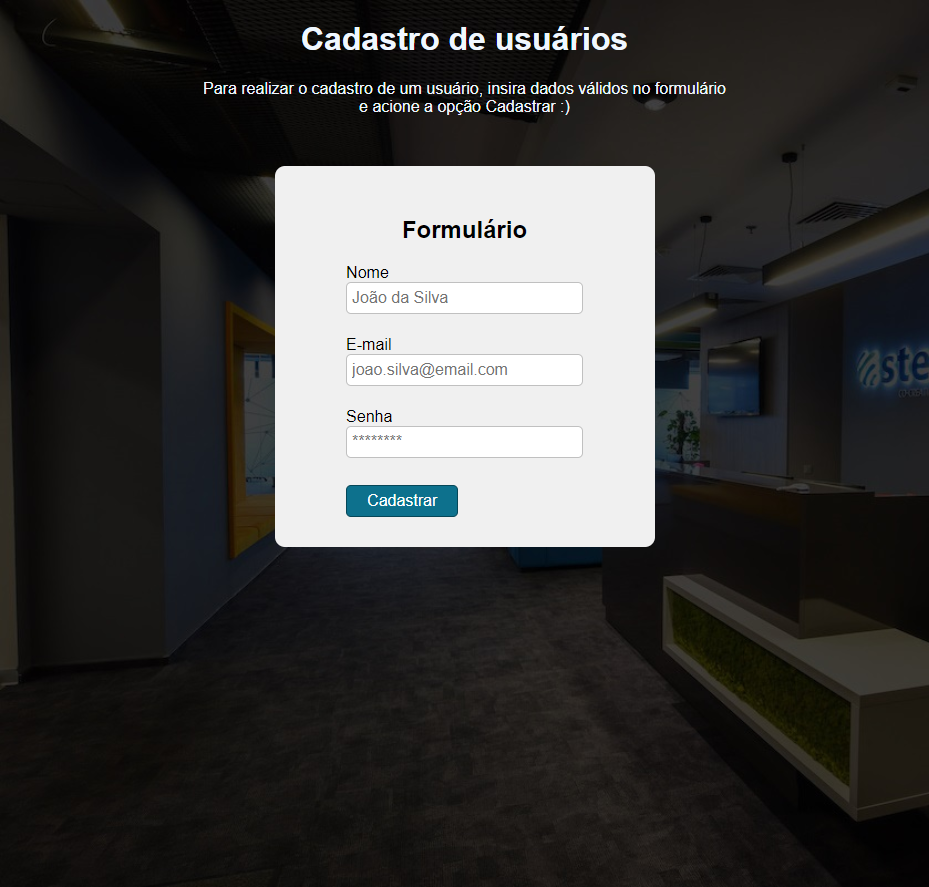 Cadastro de usuários
Para realizar o cadastro de um usuário, insira dados válidos no formulário
e acione a opção Cadastrar :)
Formulário
Nome
João da Silva
E-mail
joao.silva@email.com
Senha
********
Cadastrar
ste